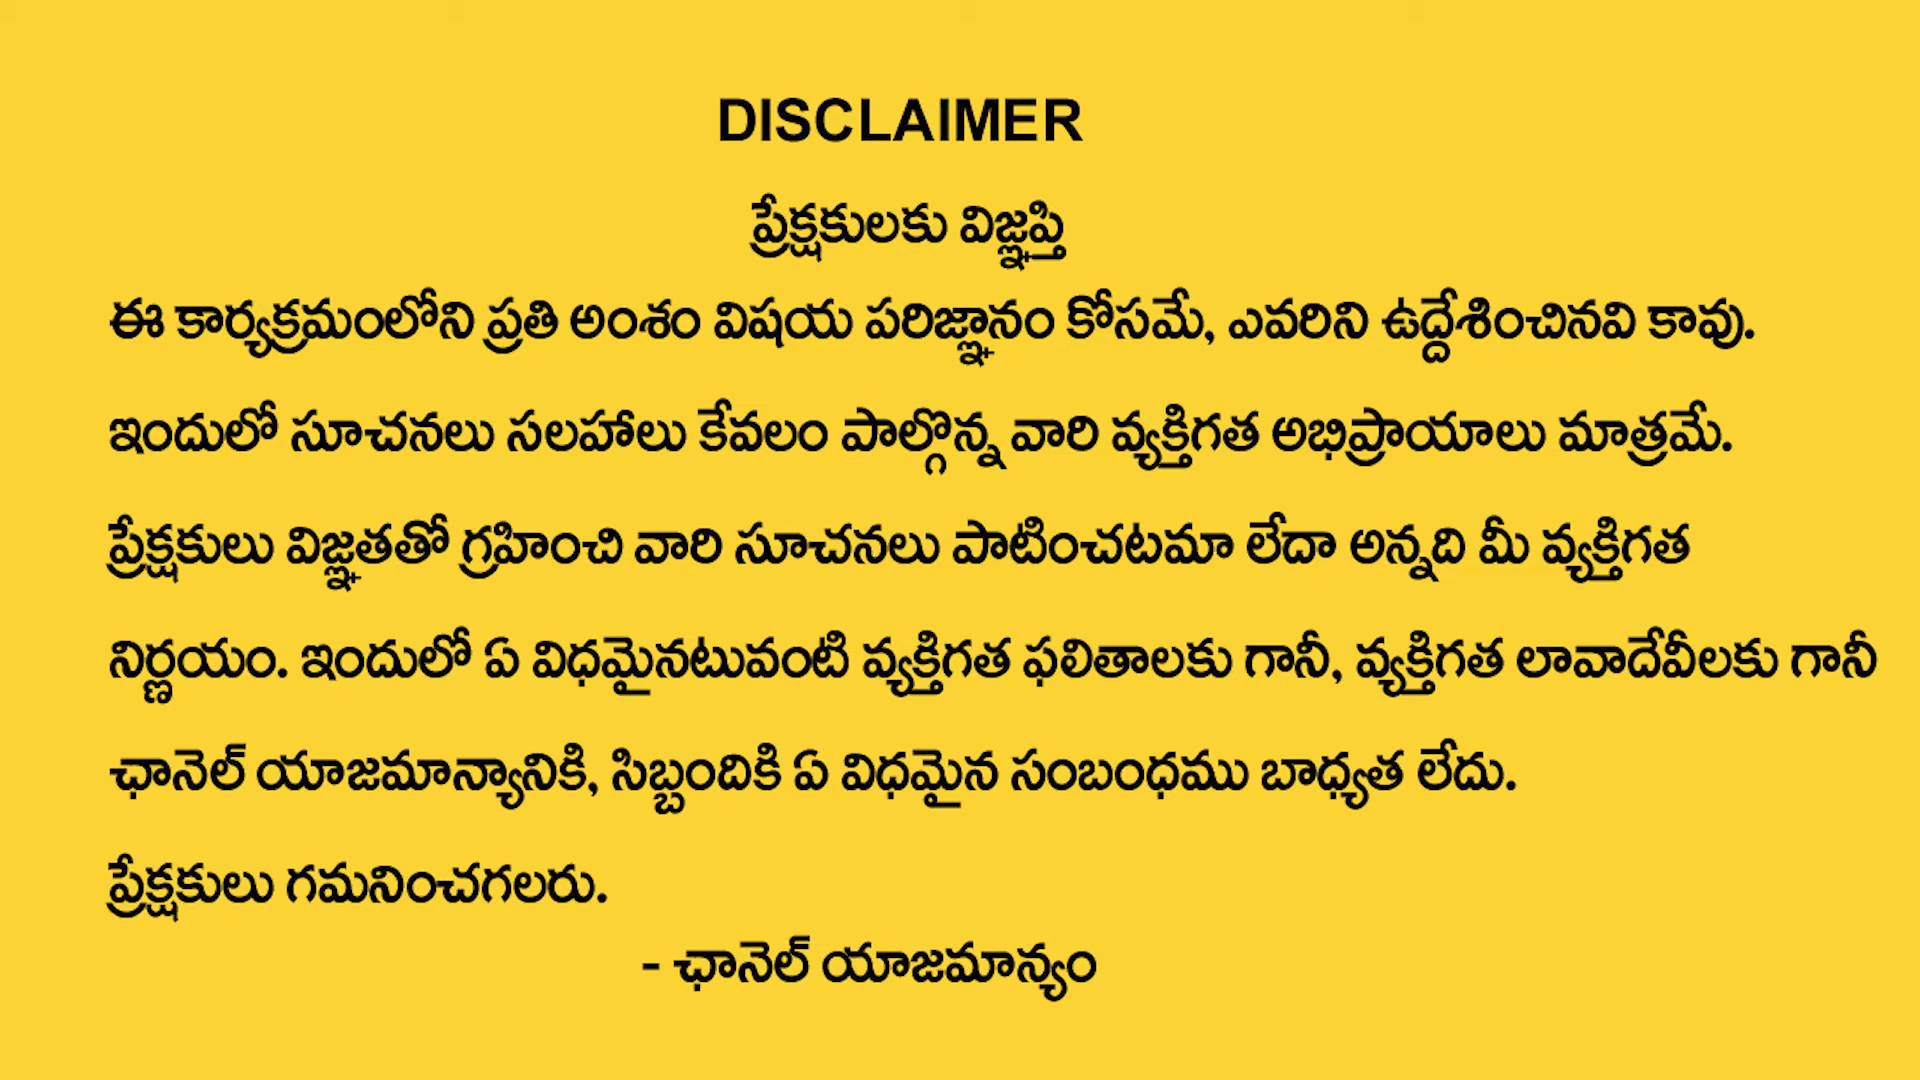 DISCLAIMER
ప్రేక్షకులకు విజ్ఞప్తి
ఈ కార్యక్రమంలోని ప్రతి అంశం విషయ పరిజ్ఞానం కోసమే, ఎవరిని ఉద్దేశించినవి కావు.
ఇందులో సూచనలు సలహాలు కేవలం పాల్గొన్న వారి వ్యక్తిగత అభిప్రాయాలు మాత్రమే.
ప్రేక్షకులు విజ్ఞతతో గ్రహించి వారి సూచనలు పాటించటమా లేదా అన్నది మీ వ్యక్తిగత
నిర్ణయం. ఇందులో ఏ విధమైనటువంటి వ్యక్తిగత ఫలితాలకు గానీ, వ్యక్తిగత లావాదేవీలకు గానీ
ఛానెల్ యాజమాన్యానికి, సిబ్బందికి ఏ విధమైన సంబంధము బాధ్యత లేదు.
ప్రేక్షకులు గమనించగలరు.
- ఛానెల్ యాజమాన్యం